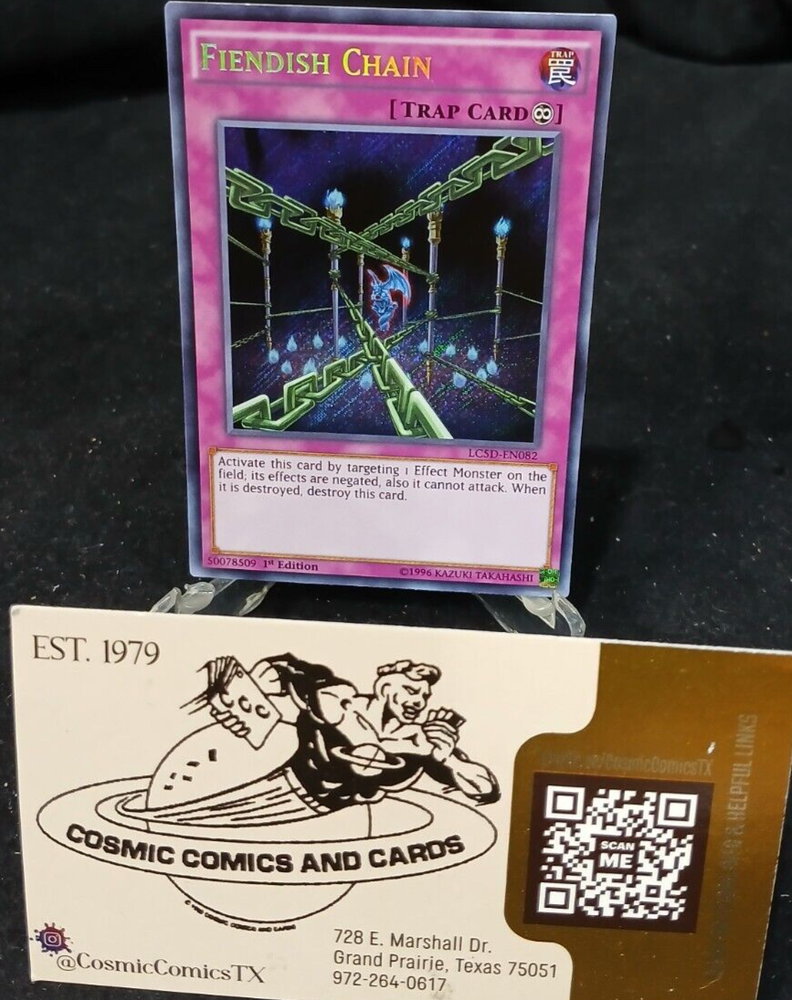 FIENDISH CHAIN
TRAP
罠
[TRAP CARD∞]
LC5D-EN082
Activate this card by targeting 1 Effect Monster on the
field; its effects are negated, also it cannot attack. When
it is destroyed, destroy this card.
50078509 1st Edition
©1996 KAZUKI TAKAHASHI
EST. 1979
COSMIC COMICS AND CARDS
@CosmicComicsTX
728 E. Marshall Dr.
Grand Prairie, Texas 75051
972-264-0617
/CosmicComicsTX
SCAN
ME
& HELPFUL LINKS